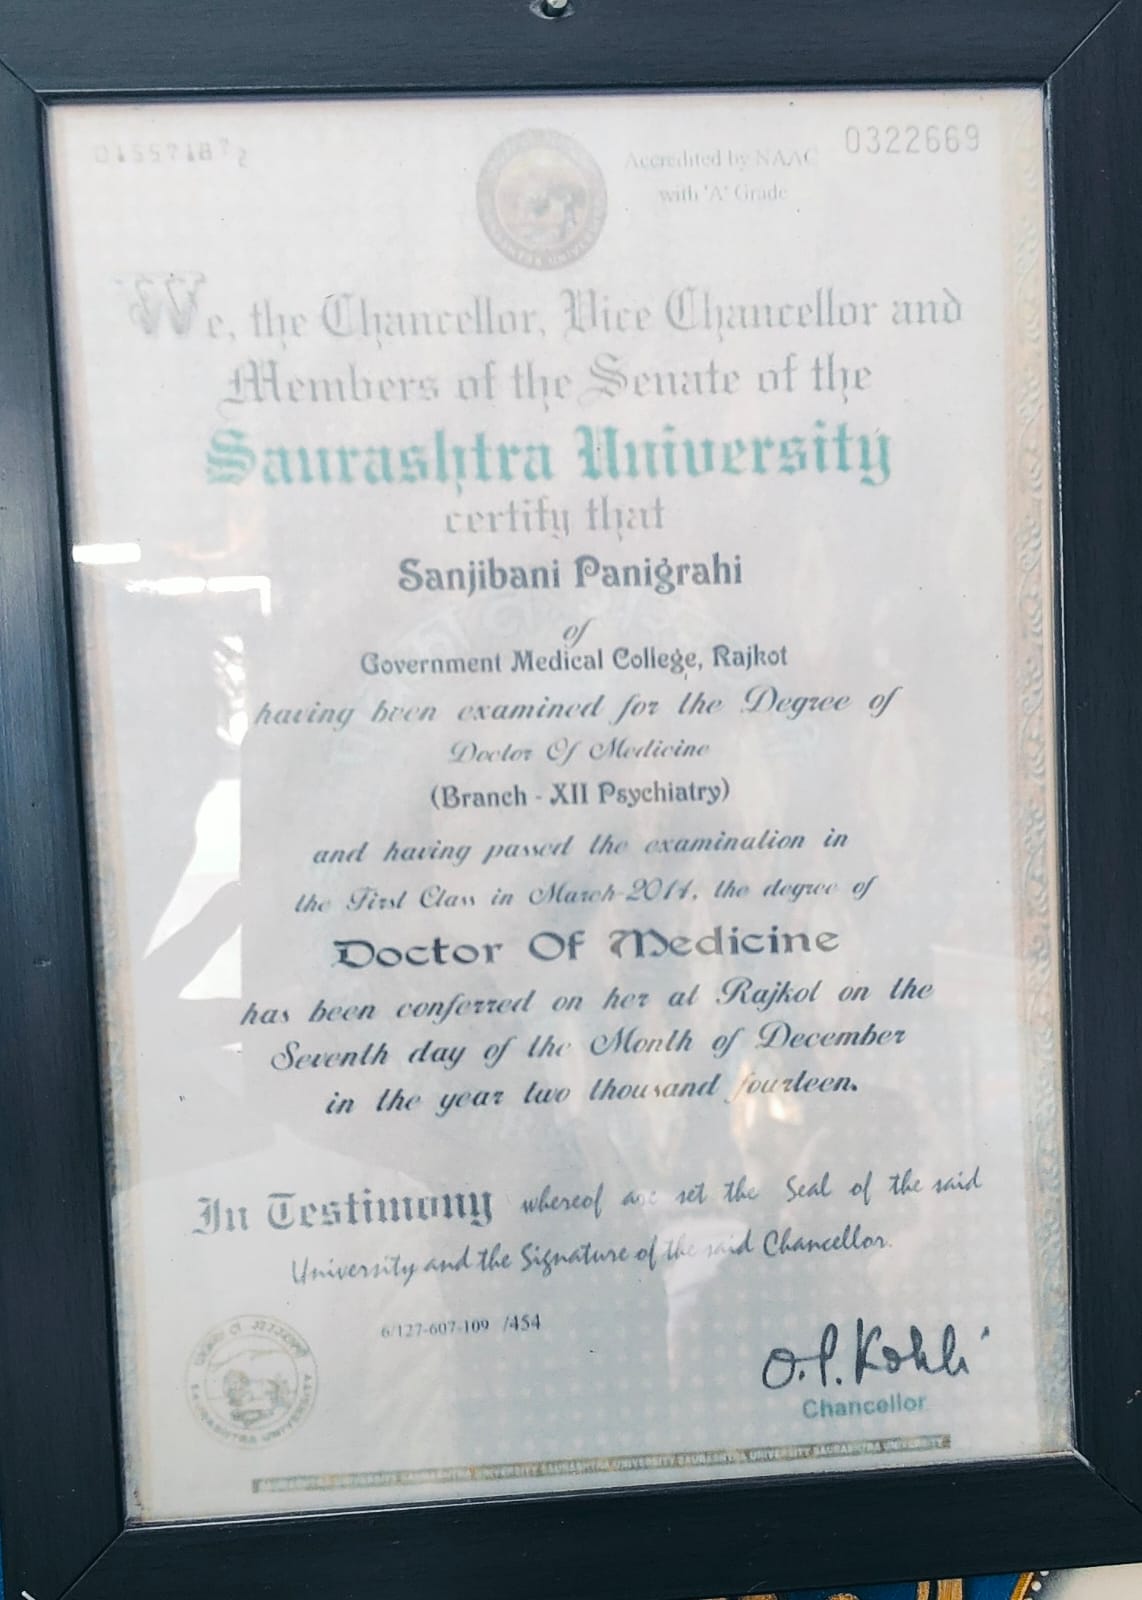 0322669
Accredited by NAAC
with 'A' Grade
We, the Chancellor, Vice Chancellor and
Members of the Senate of the
Saurashtra University
certify that
Sanjibani Panigrahi
of
Government Medical College, Rajkot
having been examined for the Degree of
Doctor Of Medicine
(Branch - XII Psychiatry)
and having passed the examination in
the First Class in March-2014, the degree of
Doctor Of Medicine
has been conferred on her at Rajkot on the
Seventh day of the Month of December
in the year two thousand fourteen.
In Testimony whereof are set the Seal of the said
University and the Signature of the said Chancellor.
6/127-607-109 /454
O.P. Kohli
Chancellor
SAURASHTRA UNIVERSITY SAURASHTRA UNIVERSITY SAURASHTRA UNIVERSITY SAURASHTRA UNIVERSITY SAURASHTRA UNIVERSITY